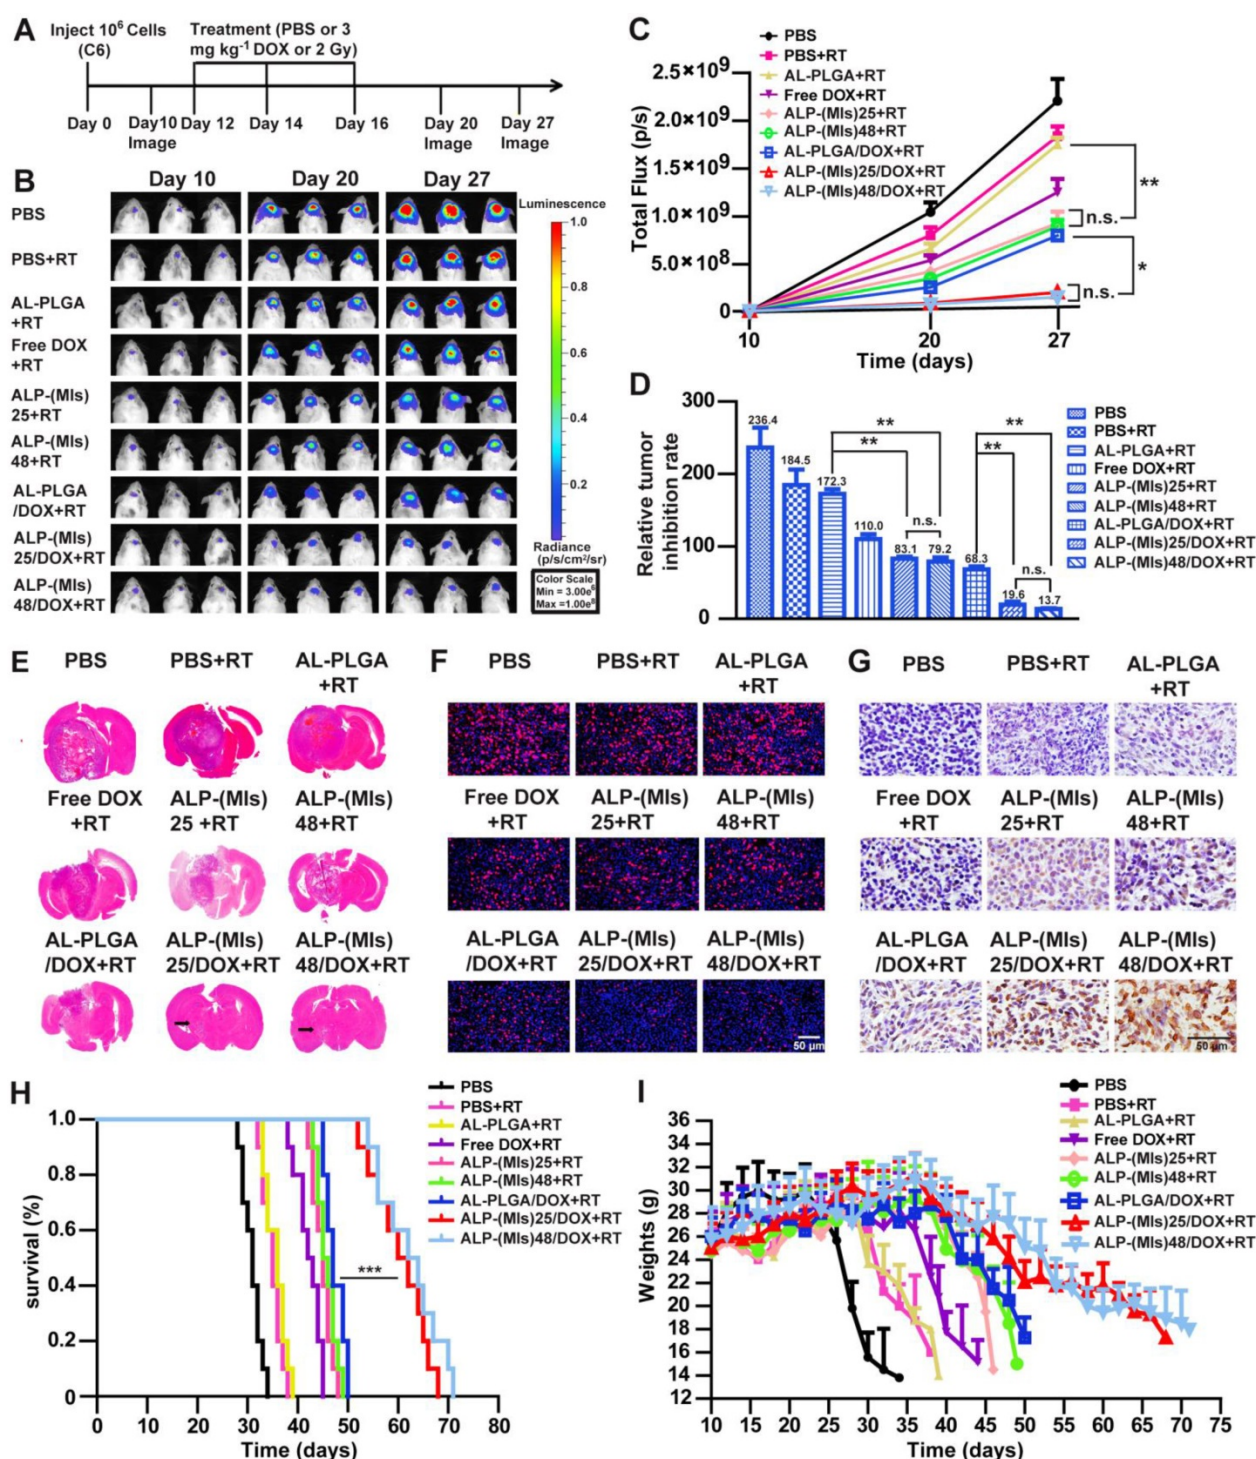 A
Inject 10⁶ Cells
(C6)
Treatment (PBS or 3
mg kg⁻¹ DOX or 2 Gy)
Day 0
Day10
Image
Day 12
Day 14
Day 16
Day 20
Image
Day 27
Image
B
Day 10
Day 20
Day 27
PBS
PBS+RT
AL-PLGA
+RT
Free DOX
+RT
ALP-(MIs)
25+RT
ALP-(MIs)
48+RT
AL-PLGA
/DOX+RT
ALP-(MIs)
25/DOX+RT
ALP-(MIs)
48/DOX+RT
Luminescence
1.0
0.8
0.6
0.4
0.2
Radiance
(p/s/cm²/sr)
Color Scale
Min = 3.00e⁶
Max =1.00e⁸
C
PBS
PBS+RT
AL-PLGA+RT
Free DOX+RT
ALP-(MIs)25+RT
ALP-(MIs)48+RT
AL-PLGA/DOX+RT
ALP-(MIs)25/DOX+RT
ALP-(MIs)48/DOX+RT
Total Flux (p/s)
2.5×10⁹
2.0×10⁹
1.5×10⁹
1.0×10⁹
5.0×10⁸
0
10
20
27
Time (days)
**
n.s.
*
n.s.
D
Relative tumor
inhibition rate
300
200
100
0
236.4
184.5
172.3
110.0
83.1
79.2
68.3
19.6
13.7
**
**
n.s.
**
**
n.s.
PBS
PBS+RT
AL-PLGA+RT
Free DOX+RT
ALP-(MIs)25+RT
ALP-(MIs)48+RT
AL-PLGA/DOX+RT
ALP-(MIs)25/DOX+RT
ALP-(MIs)48/DOX+RT
E
PBS
PBS+RT
AL-PLGA
+RT
Free DOX
+RT
ALP-(MIs)
25 +RT
ALP-(MIs)
48+RT
AL-PLGA
/DOX+RT
ALP-(MIs)
25/DOX+RT
ALP-(MIs)
48/DOX+RT
F
PBS
PBS+RT
AL-PLGA
+RT
Free DOX
+RT
ALP-(MIs)
25+RT
ALP-(MIs)
48+RT
AL-PLGA
/DOX+RT
ALP-(MIs)
25/DOX+RT
ALP-(MIs)
48/DOX+RT
50 μm
G
PBS
PBS+RT
AL-PLGA
+RT
Free DOX
+RT
ALP-(MIs)
25+RT
ALP-(MIs)
48+RT
AL-PLGA
/DOX+RT
ALP-(MIs)
25/DOX+RT
ALP-(MIs)
48/DOX+RT
50 μm
H
PBS
PBS+RT
AL-PLGA+RT
Free DOX+RT
ALP-(MIs)25+RT
ALP-(MIs)48+RT
AL-PLGA/DOX+RT
ALP-(MIs)25/DOX+RT
ALP-(MIs)48/DOX+RT
survival (%)
1.0
0.8
0.6
0.4
0.2
0
***
0
10
20
30
40
50
60
70
80
Time (days)
I
PBS
PBS+RT
AL-PLGA+RT
Free DOX+RT
ALP-(MIs)25+RT
ALP-(MIs)48+RT
AL-PLGA/DOX+RT
ALP-(MIs)25/DOX+RT
ALP-(MIs)48/DOX+RT
Weights (g)
36
34
32
30
28
26
24
22
20
18
16
14
12
10
15
20
25
30
35
40
45
50
55
60
65
70
75
Time (days)